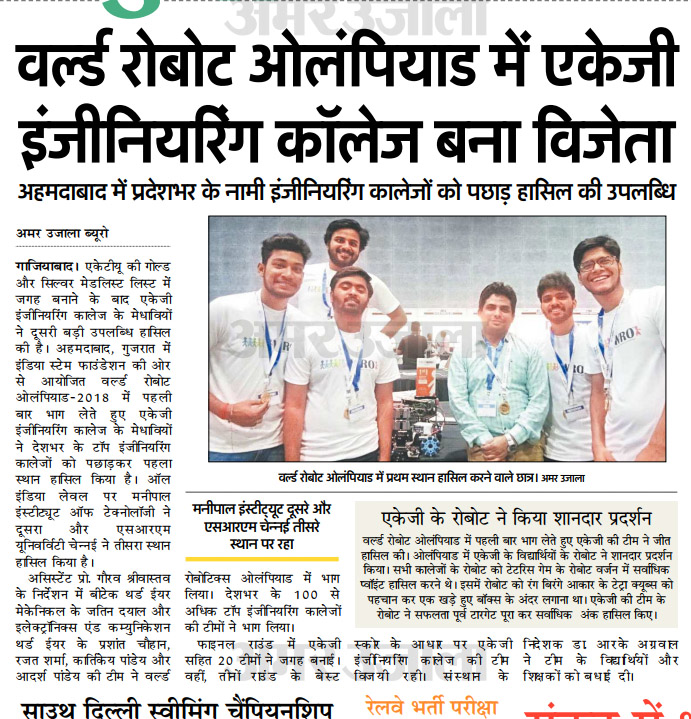 अमर उजाला
वर्ल्ड रोबोट ओलंपियाड में एकेजी
इंजीनियरिंग कॉलेज बना विजेता
अहमदाबाद में प्रदेशभर के नामी इंजीनियरिंग कालेजों को पछाड़ हासिल की उपलब्धि
अमर उजाला ब्यूरो
गाजियाबाद। एकेटीयू की गोल्ड
और सिल्वर मेडलिस्ट लिस्ट में
जगह बनाने के बाद एकेजी
इंजीनियरिंग कॉलेज के मेधावियों
ने दूसरी बड़ी उपलब्धि हासिल
की है। अहमदाबाद, गुजरात में
इंडिया स्टेम फाउंडेशन की ओर
से आयोजित वर्ल्ड रोबोट
ओलंपियाड-2018 में पहली
बार भाग लेते हुए एकेजी
इंजीनियरिंग कॉलेज के मेधावियों
ने देशभर के टॉप इंजीनियरिंग
कालेजों को पछाड़कर पहला
स्थान हासिल किया है। ऑल
इंडिया लेवल पर मनीपाल
इंस्टीट्यूट ऑफ टेक्नोलॉजी ने
दूसरा और एसआरएम
यूनिवर्विटी चेन्नई ने तीसरा स्थान
हासिल किया है।
असिस्टेंट प्रो. गौरव श्रीवास्तव
के निर्देशन में बीटेक थर्ड ईयर
मेकेनिकल के जतिन दयाल और
इलेक्ट्रॉनिक्स एंड कम्युनिकेशन
थर्ड ईयर के प्रशांत चौहान,
रजत शर्मा, कार्तिकेय पांडेय और
आदर्श पांडेय की टीम ने वर्ल्ड
अमर उजाला
WRO
वर्ल्ड रोबोट ओलंपियाड में प्रथम स्थान हासिल करने वाले छात्र। अमर उजाला
मनीपाल इंस्टीट्यूट दूसरे और
एसआरएम चेन्नई तीसरे
स्थान पर रहा
रोबोटिक्स ओलंपियाड में भाग
लिया। देशभर के 100 से
अधिक टॉप इंजीनियरिंग कालेजों
की टीमों ने भाग लिया।
फाइनल राउंड में एकेजी
सहित 20 टीमों ने जगह बनाई।
वहीं, तीनों राउंड के बेस्ट
एकेजी के रोबोट ने किया शानदार प्रदर्शन
वर्ल्ड रोबोट ओलंपियाड में पहली बार भाग लेते हुए एकेजी की टीम ने जीत
हासिल की। ओलंपियाड में एकेजी के विद्यार्थियों के रोबोट ने शानदार प्रदर्शन
किया। सभी कालेजों के रोबोट को टेटरिस गेम के रोबोट वर्जन में सर्वाधिक
प्वॉइंट हासिल करने थे। इसमें रोबोट को रंग बिरंगे आकार के टेट्रा क्यूब्स को
पहचान कर एक खड़े हुए बॉक्स के अंदर लगाना था। एकेजी की टीम के
रोबोट ने सफलता पूर्व टारगेट पूरा कर सर्वाधिक अंक हासिल किए।
स्कोर के आधार पर एकेजी
इंजीनियरिंग कालेज की टीम
विजयी रही। संस्थान के
निदेशक डा. आरके अग्रवाल
ने टीम के विद्यार्थियों और
शिक्षकों को बधाई दी।
अमर उजाला
साउथ दिल्ली स्वीमिंग चैंपियनशिप
रेलवे भर्ती परीक्षा